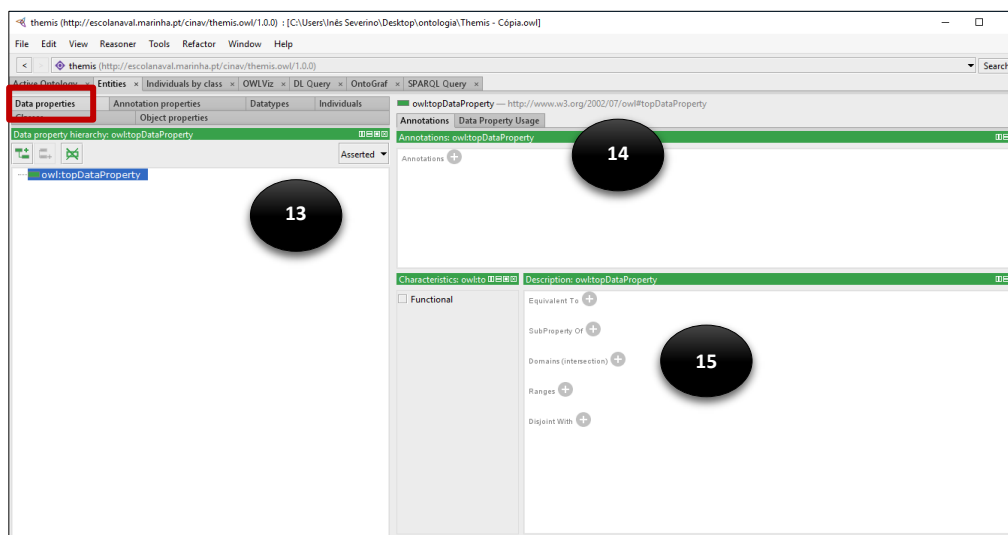 themis (http://escolanaval.marinha.pt/cinav/themis.owl/1.0.0) : [C:\Users\Inês Severino\Desktop\ontologia\Themis - Cópia.owl]
File Edit View Reasoner Tools Refactor Window Help
< > themis (http://escolanaval.marinha.pt/cinav/themis.owl/1.0.0) Search
Active Ontology × Entities × Individuals by class × OWLViz × DL Query × OntoGraf × SPARQL Query ×
Data properties Annotation properties Datatypes Individuals
Classes Object properties
Data property hierarchy: owl:topDataProperty
Asserted
owl:topDataProperty
13
owl:topDataProperty — http://www.w3.org/2002/07/owl#topDataProperty
Annotations Data Property Usage
Annotations: owl:topDataProperty
Annotations
14
Characteristics: owl:to
Functional
Description: owl:topDataProperty
Equivalent To
SubProperty Of
Domains (intersection)
15
Ranges
Disjoint With